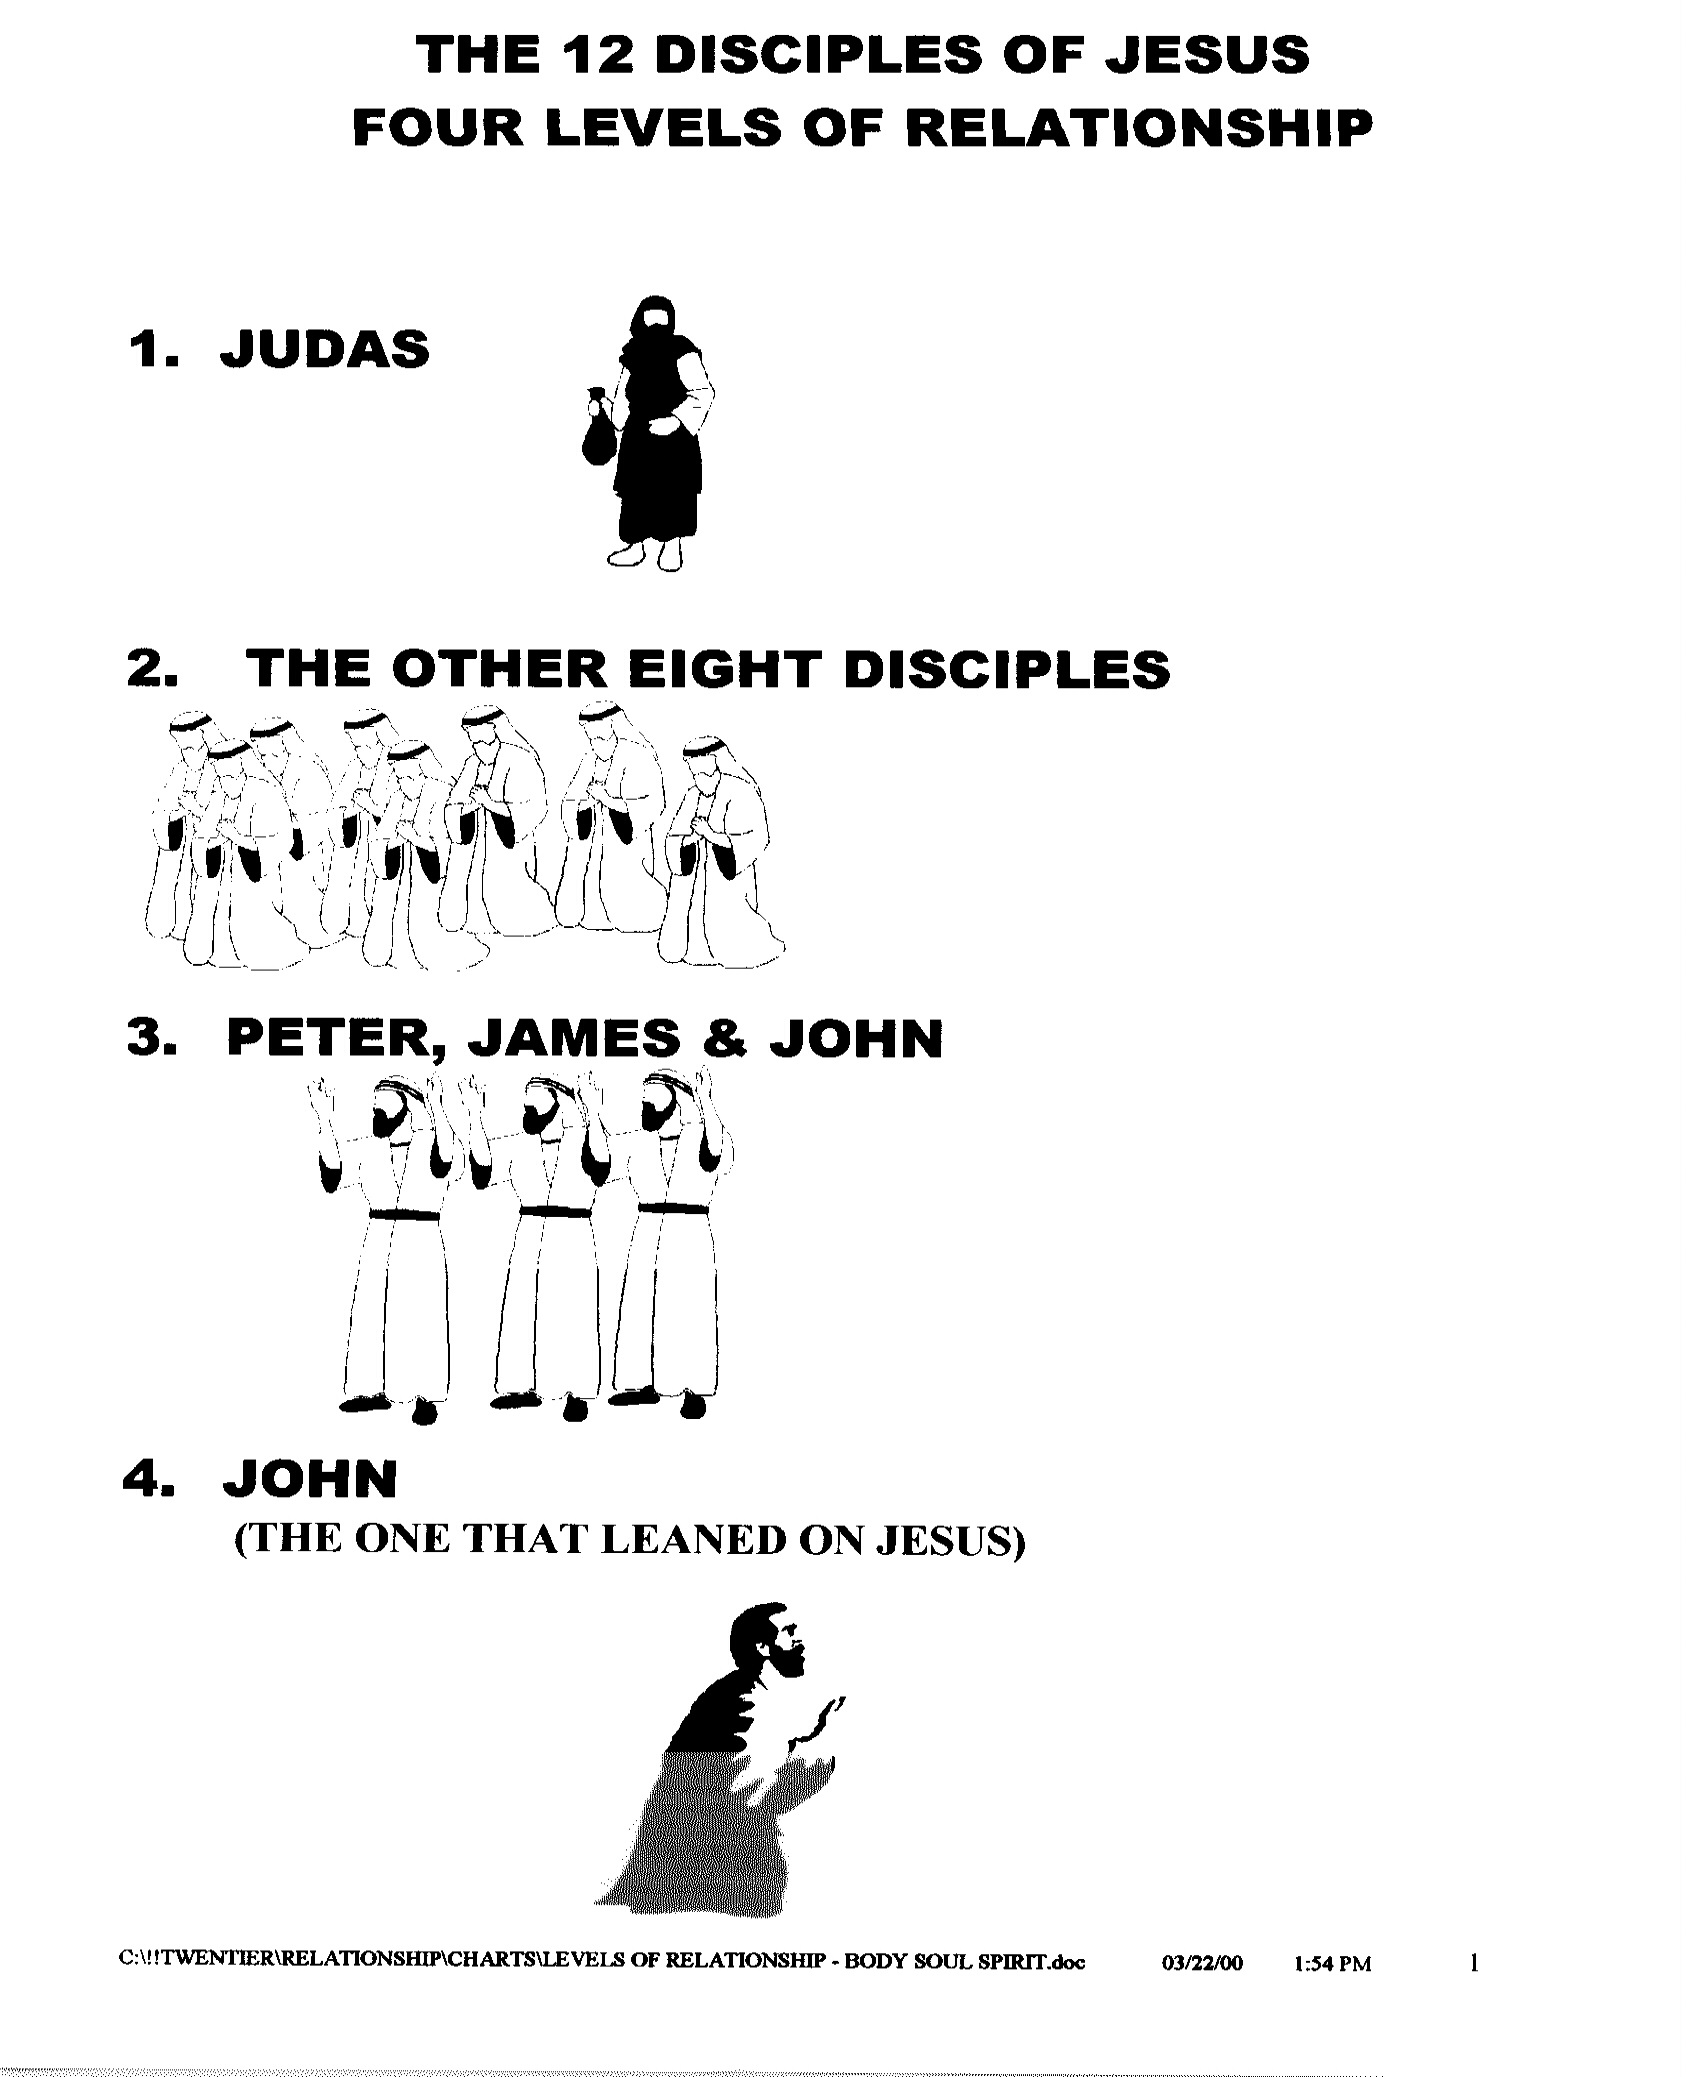 THE 12 DISCIPLES OF JESUS
FOUR LEVELS OF RELATIONSHIP
1. JUDAS
2. THE OTHER EIGHT DISCIPLES
3. PETER, JAMES & JOHN
4. JOHN
(THE ONE THAT LEANED ON JESUS)
C:\!!TWENTIER\RELATIONSHIP\CHARTS\LEVELS OF RELATIONSHIP - BODY SOUL SPIRIT.doc 03/22/00 1:54 PM 1